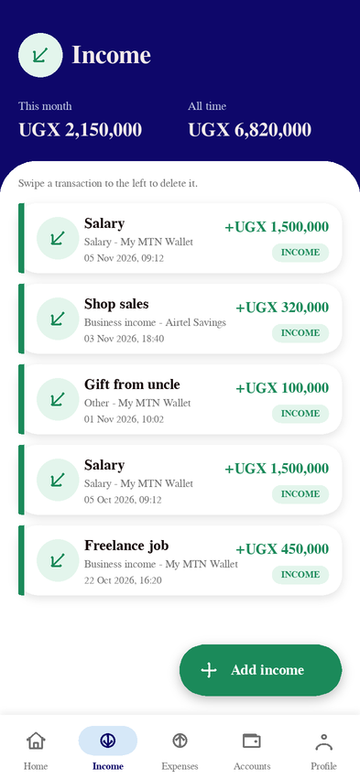 Income
This month
All time
UGX 2,150,000
UGX 6,820,000
Swipe a transaction to the left to delete it.
Salary
+UGX 1,500,000
Salary - My MTN Wallet
05 Nov 2026, 09:12
INCOME
Shop sales
+UGX 320,000
Business income - Airtel Savings
03 Nov 2026, 18:40
INCOME
Gift from uncle
+UGX 100,000
Other - My MTN Wallet
01 Nov 2026, 10:02
INCOME
Salary
+UGX 1,500,000
Salary - My MTN Wallet
05 Oct 2026, 09:12
INCOME
Freelance job
+UGX 450,000
Business income - My MTN Wallet
22 Oct 2026, 16:20
INCOME
Add income
Home
Income
Expenses
Accounts
Profile